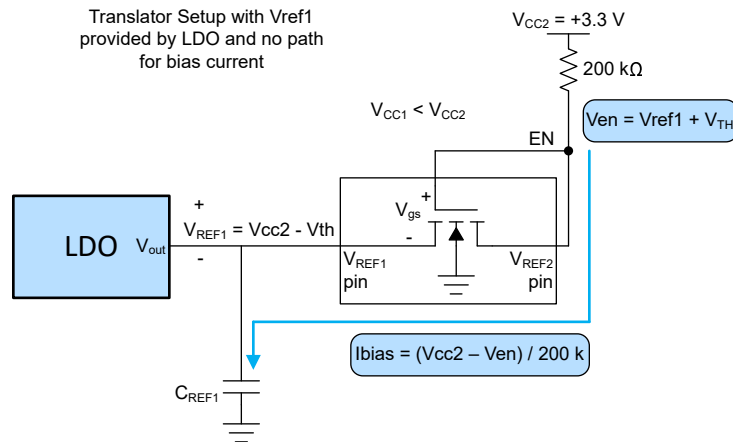 Translator Setup with Vref1
provided by LDO and no path
for bias current
VCC2 = +3.3 V
200 kΩ
VCC1 < VCC2
Ven = Vref1 + VTH
EN
+
Vgs
-
LDO
Vout
+
VREF1 = Vcc2 - Vth
-
VREF1
pin
VREF2
pin
Ibias = (Vcc2 – Ven) / 200 k
CREF1